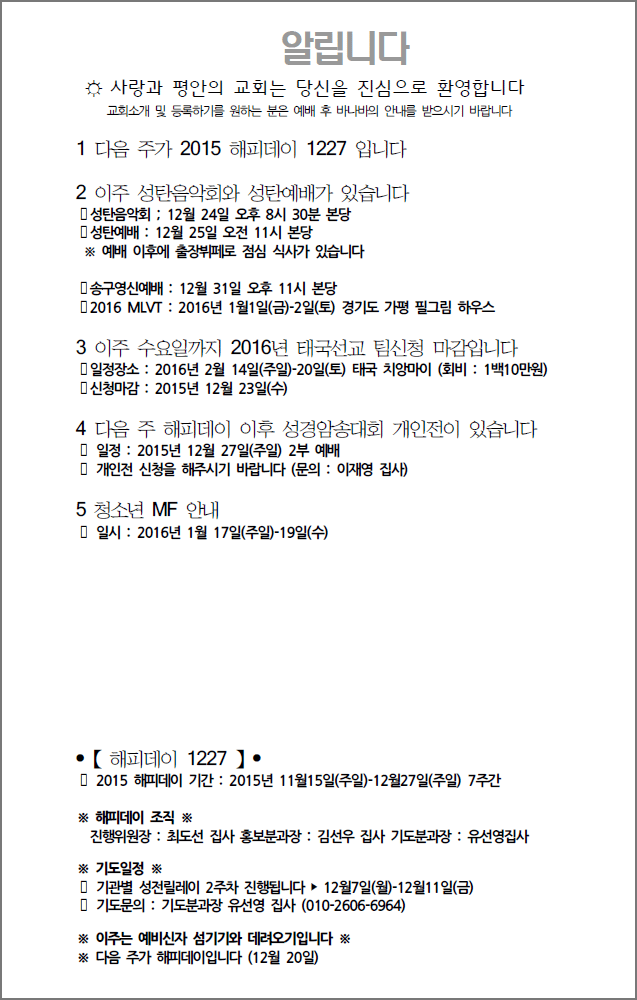 알립니다
☼ 사랑과 평안의 교회는 당신을 진심으로 환영합니다
교회소개 및 등록하기를 원하는 분은 예배 후 바나바의 안내를 받으시기 바랍니다
1 다음 주가 2015 해피데이 1227 입니다
2 이주 성탄음악회와 성탄예배가 있습니다
▯성탄음악회 ; 12월 24일 오후 8시 30분 본당
▯성탄예배 : 12월 25일 오전 11시 본당
※ 예배 이후에 출장뷔페로 점심 식사가 있습니다
▯송구영신예배 : 12월 31일 오후 11시 본당
▯2016 MLVT : 2016년 1월1일(금)-2일(토) 경기도 가평 필그림 하우스
3 이주 수요일까지 2016년 태국선교 팀신청 마감입니다
▯일정장소 : 2016년 2월 14일(주일)-20일(토) 태국 치앙마이 (회비 : 1백10만원)
▯신청마감 : 2015년 12월 23일(수)
4 다음 주 해피데이 이후 성경암송대회 개인전이 있습니다
▯ 일정 : 2015년 12월 27일(주일) 2부 예배
▯ 개인전 신청을 해주시기 바랍니다 (문의 : 이재영 집사)
5 청소년 MF 안내
▯ 일시 : 2016년 1월 17일(주일)-19일(수)
•【 해피데이 1227 】•
▯ 2015 해피데이 기간 : 2015년 11월15일(주일)-12월27일(주일) 7주간
※ 해피데이 조직 ※
진행위원장 : 최도선 집사 홍보분과장 : 김선우 집사 기도분과장 : 유선영집사
※ 기도일정 ※
▯ 기관별 성전릴레이 2주차 진행됩니다 ▶ 12월7일(월)-12월11일(금)
▯ 기도문의 : 기도분과장 유선영 집사 (010-2606-6964)
※ 이주는 예비신자 섬기기와 데려오기입니다 ※
※ 다음 주가 해피데이입니다 (12월 20일)